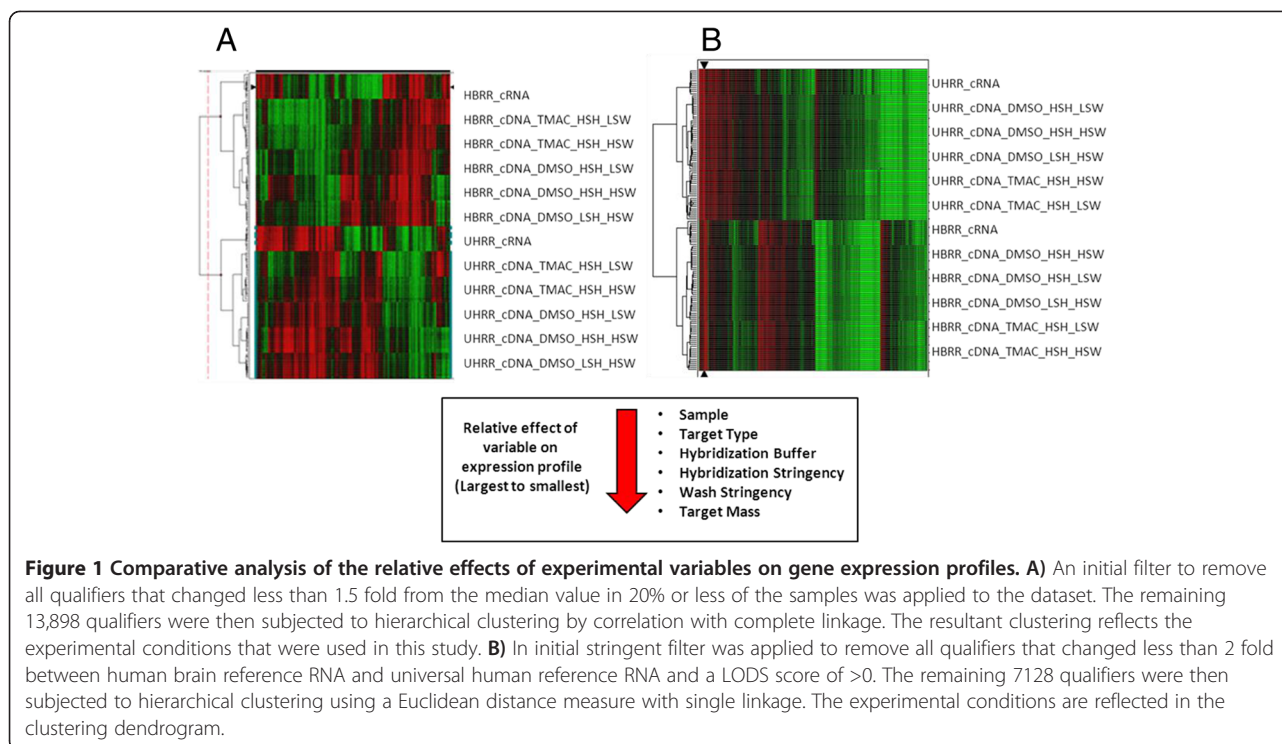 A
B
HBRR_cRNA
HBRR_cDNA_TMAC_HSH_LSW
HBRR_cDNA_TMAC_HSH_HSW
HBRR_cDNA_DMSO_HSH_LSW
HBRR_cDNA_DMSO_HSH_HSW
HBRR_cDNA_DMSO_LSH_HSW
UHRR_cRNA
UHRR_cDNA_TMAC_HSH_LSW
UHRR_cDNA_TMAC_HSH_HSW
UHRR_cDNA_DMSO_HSH_LSW
UHRR_cDNA_DMSO_HSH_HSW
UHRR_cDNA_DMSO_LSH_HSW
UHRR_cRNA
UHRR_cDNA_DMSO_HSH_LSW
UHRR_cDNA_DMSO_HSH_HSW
UHRR_cDNA_DMSO_LSH_HSW
UHRR_cDNA_TMAC_HSH_HSW
UHRR_cDNA_TMAC_HSH_LSW
HBRR_cRNA
HBRR_cDNA_DMSO_HSH_HSW
HBRR_cDNA_DMSO_HSH_LSW
HBRR_cDNA_DMSO_LSH_HSW
HBRR_cDNA_TMAC_HSH_LSW
HBRR_cDNA_TMAC_HSH_HSW
Relative effect of
variable on
expression profile
(Largest to smallest)
• Sample
• Target Type
• Hybridization Buffer
• Hybridization Stringency
• Wash Stringency
• Target Mass
Figure 1 Comparative analysis of the relative effects of experimental variables on gene expression profiles. A) An initial filter to remove
all qualifiers that changed less than 1.5 fold from the median value in 20% or less of the samples was applied to the dataset. The remaining
13,898 qualifiers were then subjected to hierarchical clustering by correlation with complete linkage. The resultant clustering reflects the
experimental conditions that were used in this study. B) In initial stringent filter was applied to remove all qualifiers that changed less than 2 fold
between human brain reference RNA and universal human reference RNA and a LODS score of >0. The remaining 7128 qualifiers were then
subjected to hierarchical clustering using a Euclidean distance measure with single linkage. The experimental conditions are reflected in the
clustering dendrogram.